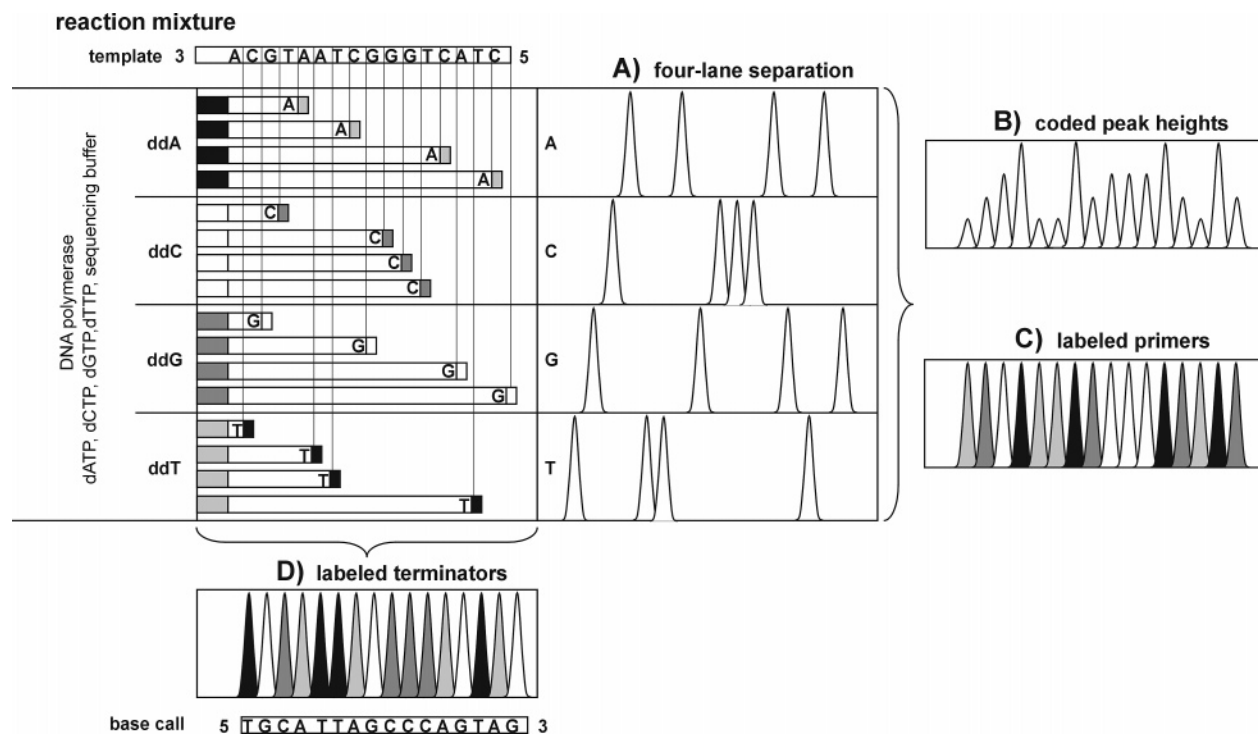 reaction mixture
template 3 ACGTAATCGGGTCATC 5
A) four-lane separation
B) coded peak heights
C) labeled primers
DNA polymerase
dATP, dCTP, dGTP,dTTP, sequencing buffer
ddA
A
A
A
A
ddC
C
C
C
C
ddG
G
G
G
G
ddT
T
T
T
T
A
C
G
T
D) labeled terminators
base call 5 TGCATTAGCCCAGTAG 3